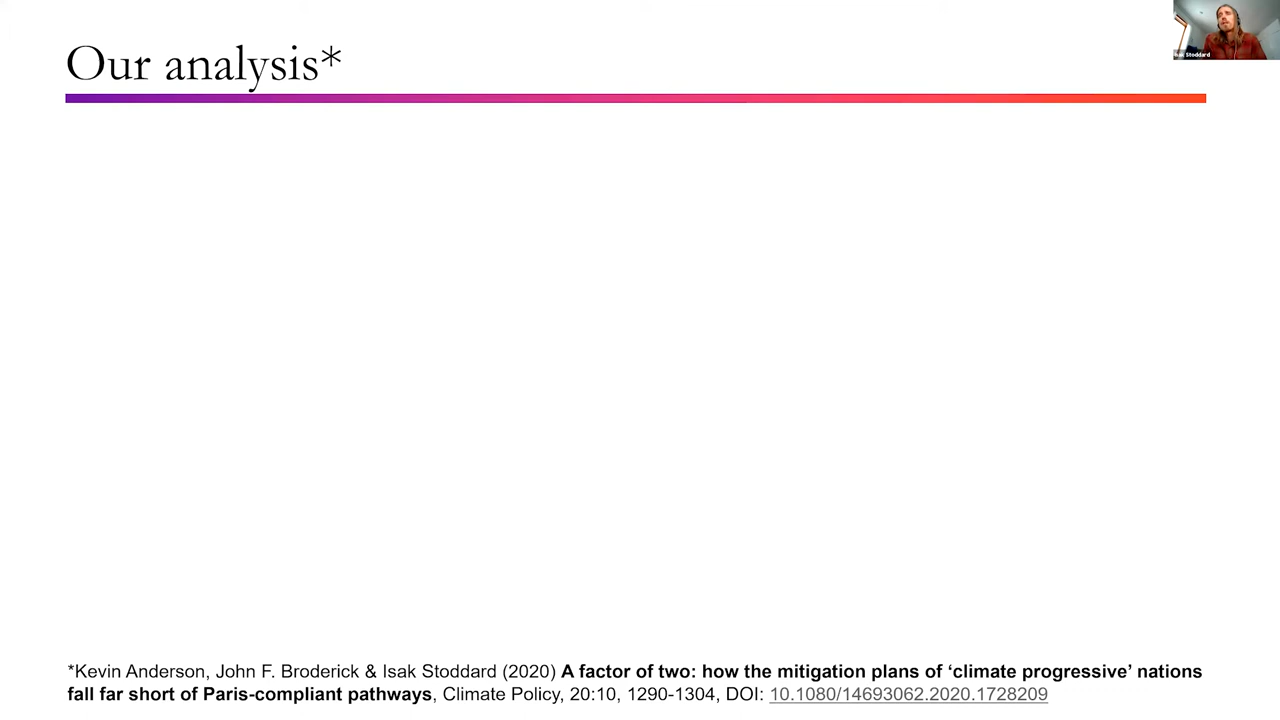 Our analysis*
Isak Stoddard
*Kevin Anderson, John F. Broderick & Isak Stoddard (2020) A factor of two: how the mitigation plans of ‘climate progressive’ nations
fall far short of Paris-compliant pathways, Climate Policy, 20:10, 1290-1304, DOI: 10.1080/14693062.2020.1728209